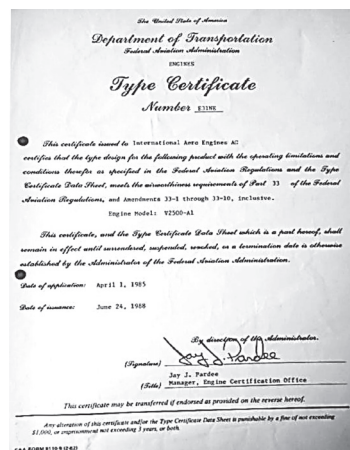 The United States of America
Department of Transportation
Federal Aviation Administration
ENGINES
Type Certificate
Number E31NE
This certificate issued to International Aero Engines AG
certifies that the type design for the following product with the operating limitations and
conditions therefor as specified in the Federal Aviation Regulations and the Type
Certificate Data Sheet, meets the airworthiness requirements of Part 33 of the Federal
Aviation Regulations, and Amendments 33-1 through 33-10, inclusive.
Engine Model: V2500-A1
This certificate, and the Type Certificate Data Sheet which is a part hereof, shall
remain in effect until surrendered, suspended, revoked, or a termination date is otherwise
established by the Administrator of the Federal Aviation Administration.
Date of application: April 1, 1985
Date of issuance: June 24, 1988
By direction of the Administrator.
Jay J. Pardee
(Signature)
Jay J. Pardee
(Title) Manager, Engine Certification Office
This certificate may be transferred if endorsed as provided on the reverse hereof.
Any alteration of this certificate and/or the Type Certificate Data Sheet is punishable by a fine of not exceeding
$1,000, or imprisonment not exceeding 3 years, or both.
FAA FORM 8110-9 (2-82)